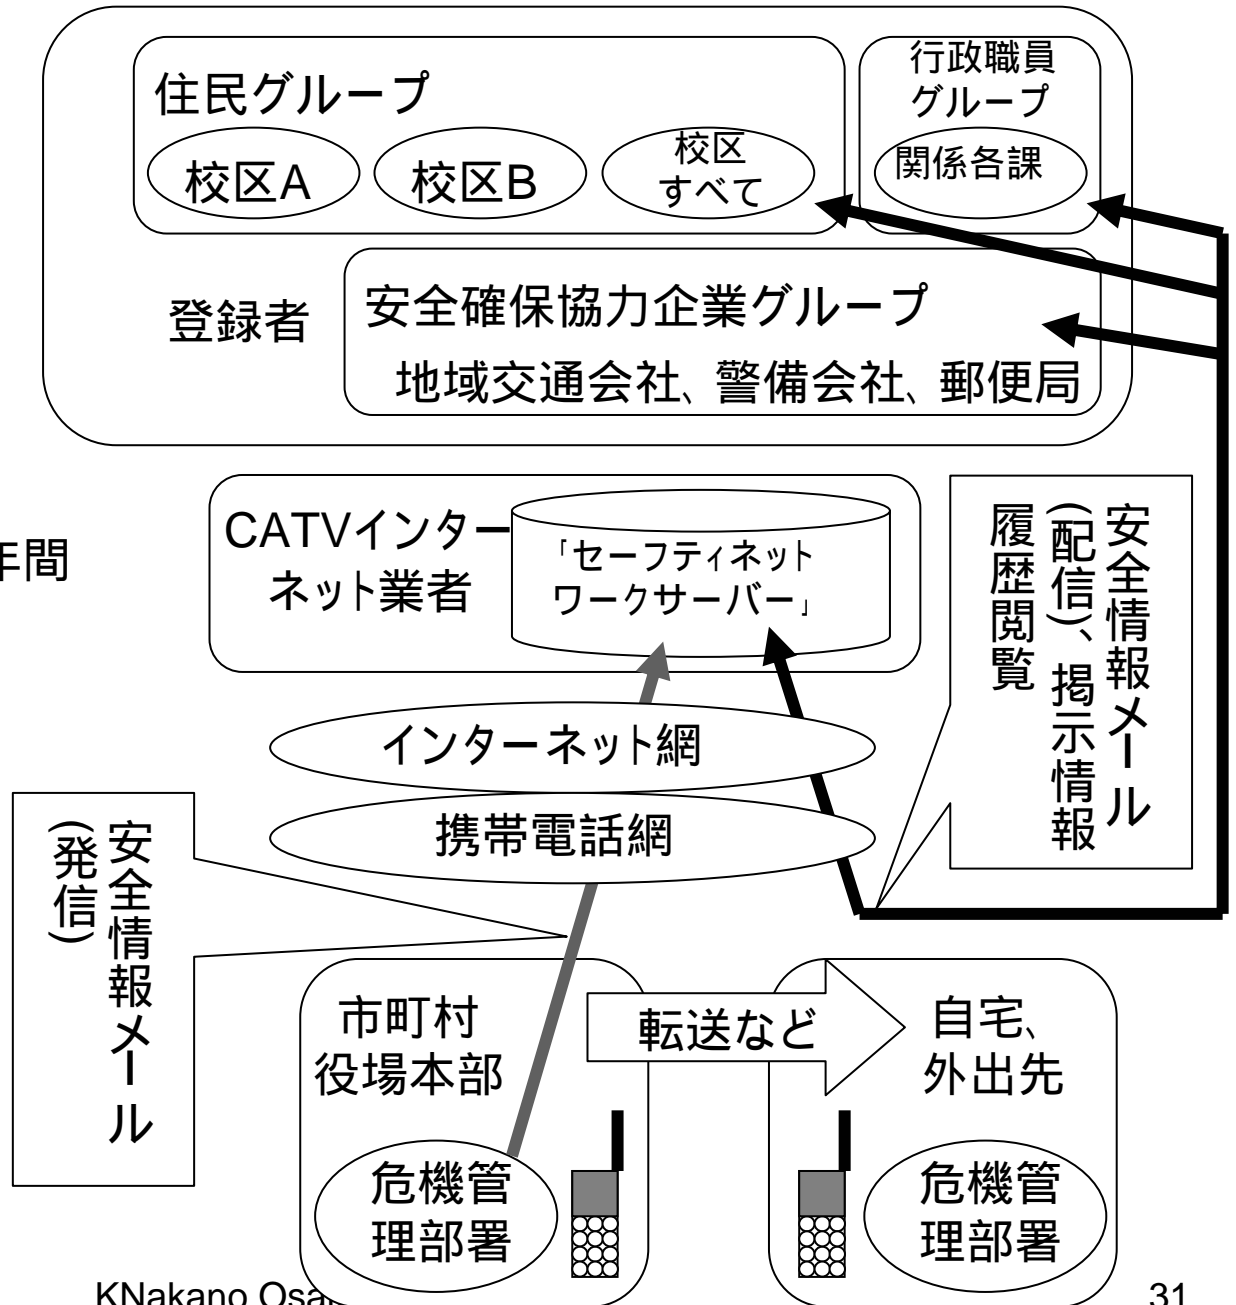 住民グループ
行政職員
グループ
校区A
校区B
校区
すべて
関係各課
登録者
安全確保協力企業グループ
地域交通会社、警備会社、郵便局
年間
CATVインター
ネット業者
「セーフティネット
ワークサーバー」
安全情報メール
(配信)、掲示情報
履歴閲覧
インターネット網
携帯電話網
安全情報メール
(発信)
市町村
役場本部
転送など
自宅、
外出先
危機管
理部署
危機管
理部署
KNakano Osa
31